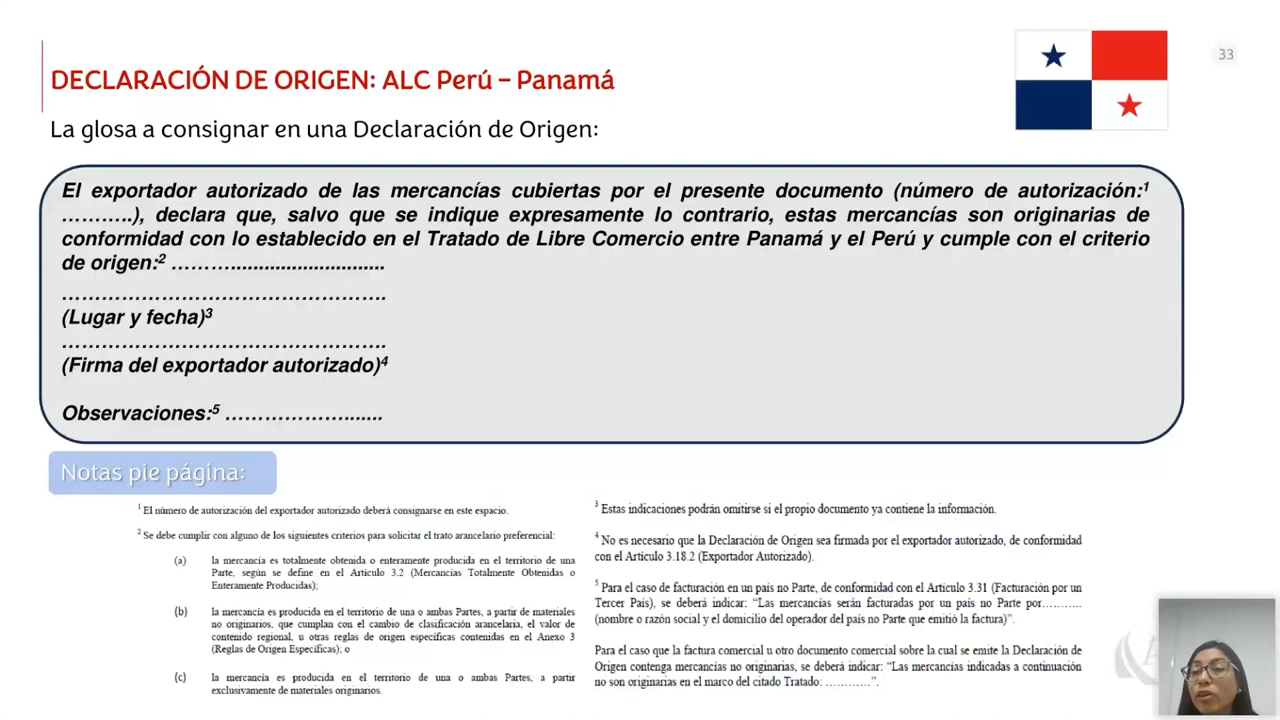 33
DECLARACIÓN DE ORIGEN: ALC Perú – Panamá
La glosa a consignar en una Declaración de Origen:
El exportador autorizado de las mercancías cubiertas por el presente documento (número de autorización:¹
………..), declara que, salvo que se indique expresamente lo contrario, estas mercancías son originarias de
conformidad con lo establecido en el Tratado de Libre Comercio entre Panamá y el Perú y cumple con el criterio
de origen:² ………............................
…………………………………………….
(Lugar y fecha)³
…………………………………………….
(Firma del exportador autorizado)⁴
Observaciones:⁵ ……………….......
Notas pie página:
¹ El número de autorización del exportador autorizado deberá consignarse en este espacio.
² Se debe cumplir con alguno de los siguientes criterios para solicitar el trato arancelario preferencial:
(a) la mercancía es totalmente obtenida o enteramente producida en el territorio de una
Parte, según se define en el Artículo 3.2 (Mercancías Totalmente Obtenidas o
Enteramente Producidas);
(b) la mercancía es producida en el territorio de una o ambas Partes, a partir de materiales
no originarios, que cumplan con el cambio de clasificación arancelaria, el valor de
contenido regional, u otras reglas de origen específicas contenidas en el Anexo 3
(Reglas de Origen Específicas); o
(c) la mercancía es producida en el territorio de una o ambas Partes, a partir
exclusivamente de materiales originarios.
³ Estas indicaciones podrán omitirse si el propio documento ya contiene la información.
⁴ No es necesario que la Declaración de Origen sea firmada por el exportador autorizado, de conformidad
con el Artículo 3.18.2 (Exportador Autorizado).
⁵ Para el caso de facturación en un país no Parte, de conformidad con el Artículo 3.31 (Facturación por un
Tercer País), se deberá indicar: “Las mercancías serán facturadas por un país no Parte por………..
(nombre o razón social y el domicilio del operador del país no Parte que emitió la factura)”.
Para el caso que la factura comercial u otro documento comercial sobre la cual se emite la Declaración de
Origen contenga mercancías no originarias, se deberá indicar: “Las mercancías indicadas a continuación
no son originarias en el marco del citado Tratado: …………”.